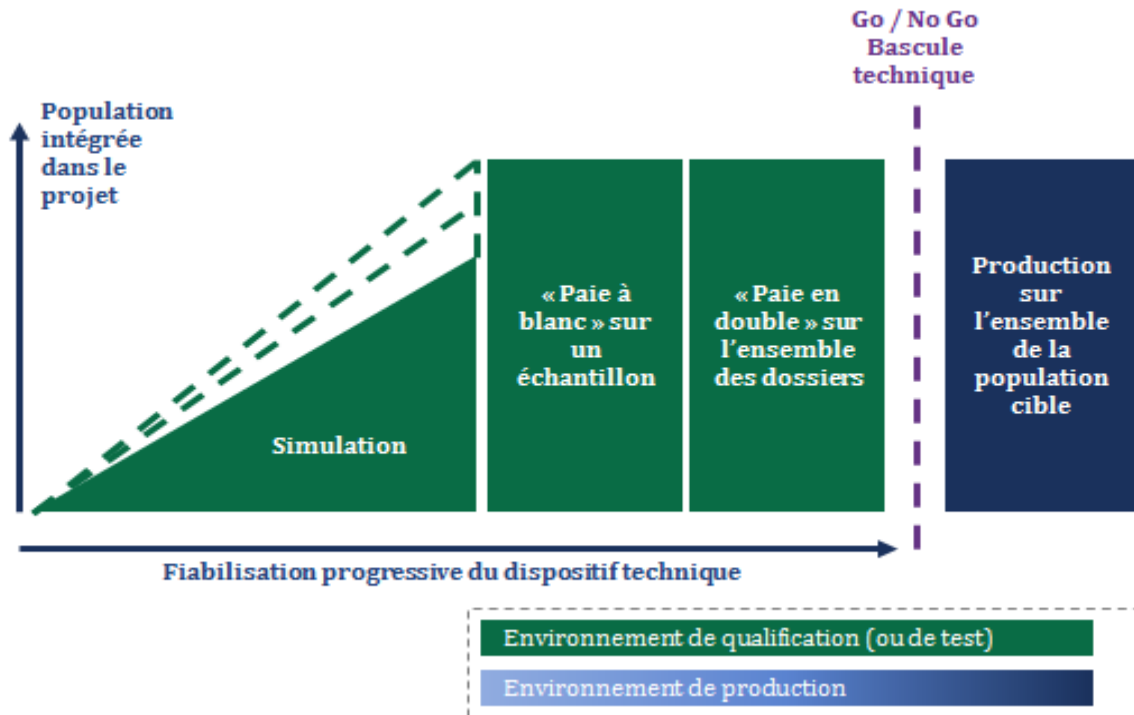 Go / No Go
Bascule
technique
Population
intégrée
dans le
projet
Simulation
« Paie à
blanc » sur
un
échantillon
« Paie en
double » sur
l'ensemble
des dossiers
Production
sur
l'ensemble
de la
population
cible
Fiabilisation progressive du dispositif technique
Environnement de qualification (ou de test)
Environnement de production